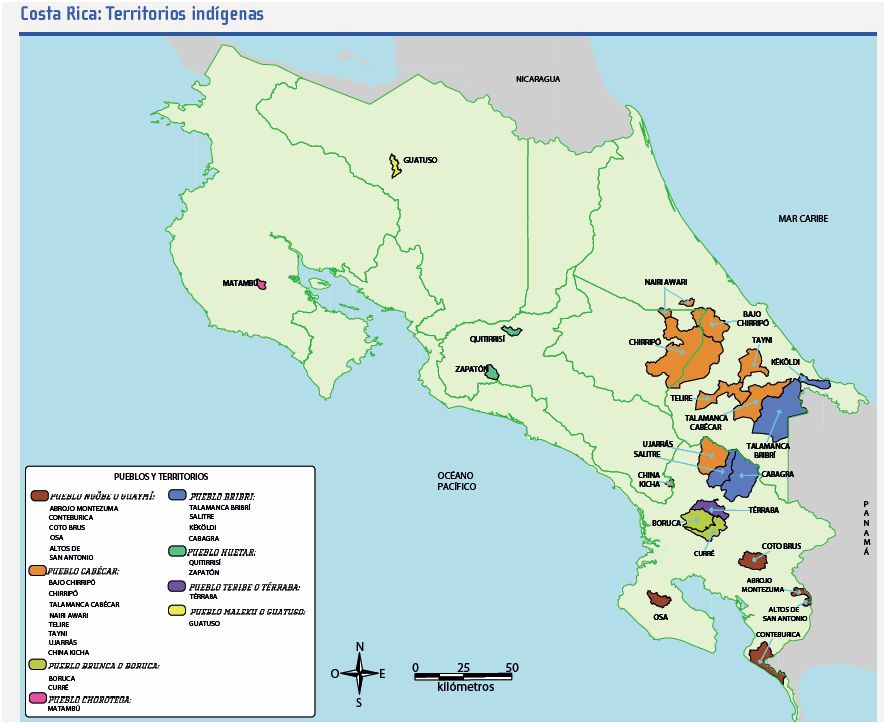 Costa Rica: Territorios indígenas
NICARAGUA
GUATUSO
MAR CARIBE
MATAMBÚ
NAIRI AWARI
BAJO
CHIRRIPÓ
QUITIRRISÍ
CHIRRIPÓ
TAYNI
KÉKÖLDI
ZAPATÓN
TELIRE
TALAMANCA
CABÉCAR
UJARRÁS
SALITRE
TALAMANCA
BRIBRÍ
CHINA
KICHA
CABAGRA
OCÉANO
PACÍFICO
BORUCA
TÉRRABA
CURRÉ
PANAMÁ
COTO BRUS
ABROJO
MONTEZUMA
ALTOS DE
SAN ANTONIO
OSA
CONTEBURICA
PUEBLOS Y TERRITORIOS
PUEBLO NGÖBE O GUAYMÍ:
ABROJO MONTEZUMA
CONTEBURICA
COTO BRUS
OSA
ALTOS DE
SAN ANTONIO
PUEBLO CABÉCAR:
BAJO CHIRRIPÓ
CHIRRIPÓ
TALAMANCA CABÉCAR
NAIRI AWARI
TELIRE
TAYNI
UJARRÁS
CHINA KICHA
PUEBLO BRUNCA O BORUCA:
BORUCA
CURRÉ
PUEBLO CHOROTEGA:
MATAMBÚ
PUEBLO BRIBRI:
TALAMANCA BRIBRÍ
SALITRE
KÉKÖLDI
CABAGRA
PUEBLO HUETAR:
QUITIRRISÍ
ZAPATÓN
PUEBLO TERIBE O TÉRRABA:
TÉRRABA
PUEBLO MALEKU O GUATUSO:
GUATUSO
N
O E
S
0 25 50
kilómetros